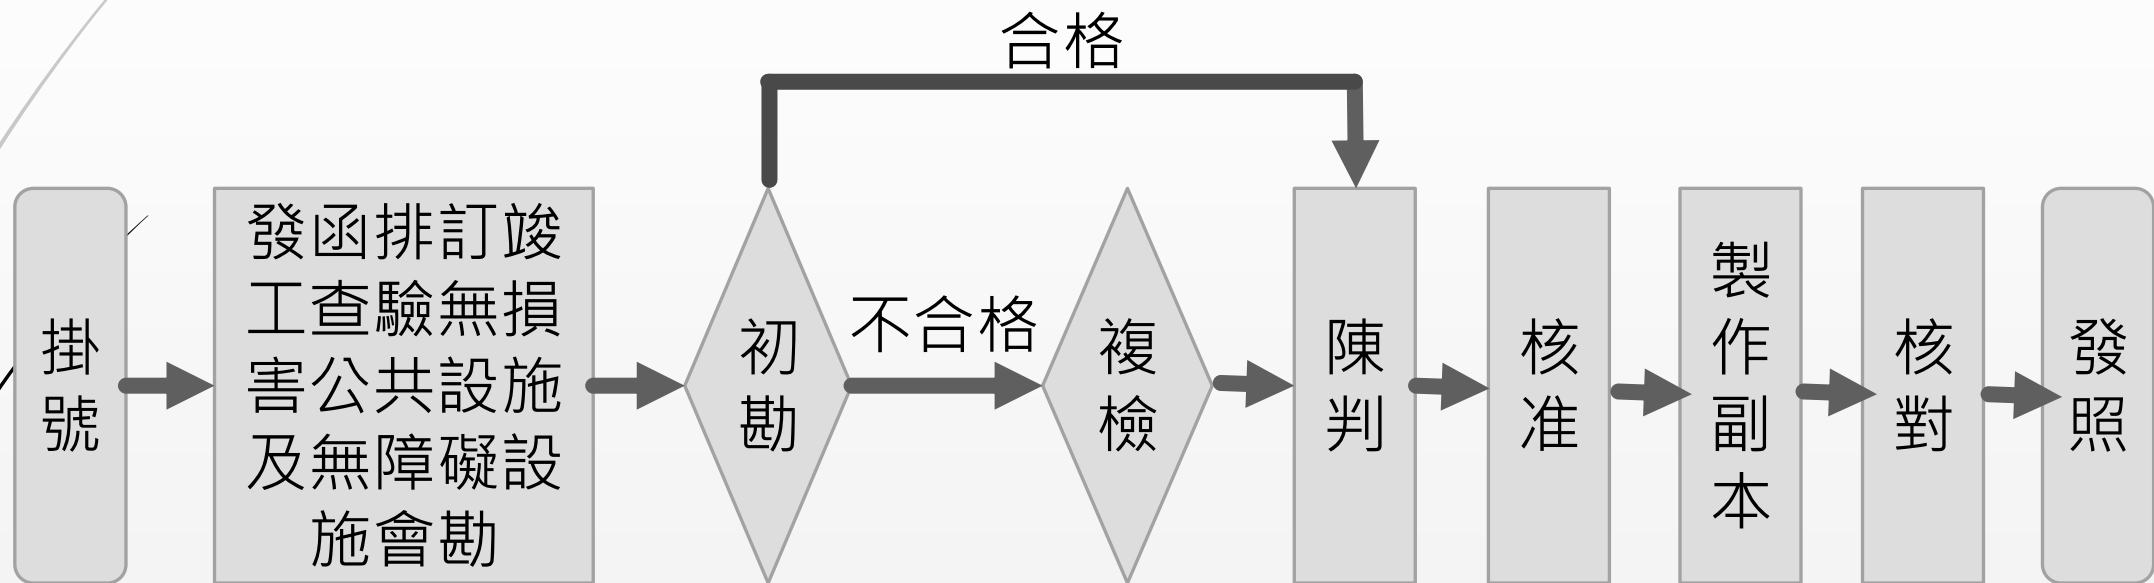 合格
掛
號
發函排訂竣
工查驗無損
害公共設施
及無障礙設
施會勘
初
勘
不合格
複
檢
陳
判
核
准
製
作
副
本
核
對
發
照